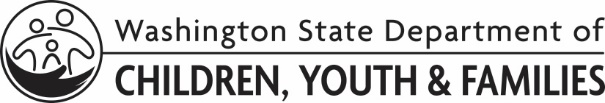 Washington State Department of
CHILDREN, YOUTH & FAMILIES